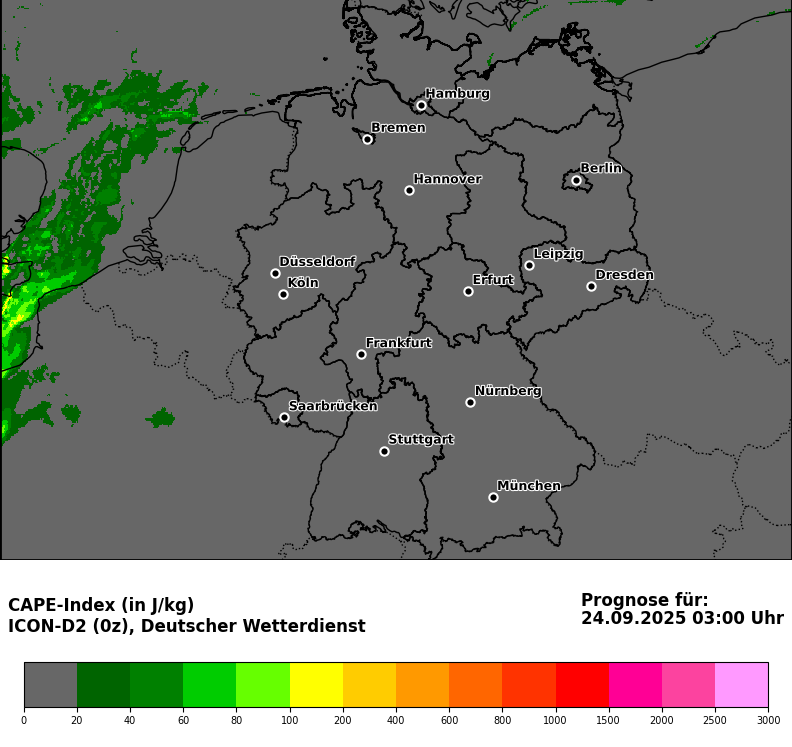 Hamburg
Bremen
Berlin
Hannover
Düsseldorf
Leipzig
Köln
Erfurt
Dresden
Frankfurt
Nürnberg
Saarbrücken
Stuttgart
München
CAPE-Index (in J/kg)
ICON-D2 (0z), Deutscher Wetterdienst
Prognose für:
24.09.2025 03:00 Uhr
0 20 40 60 80 100 200 400 600 800 1000 1500 2000 2500 3000